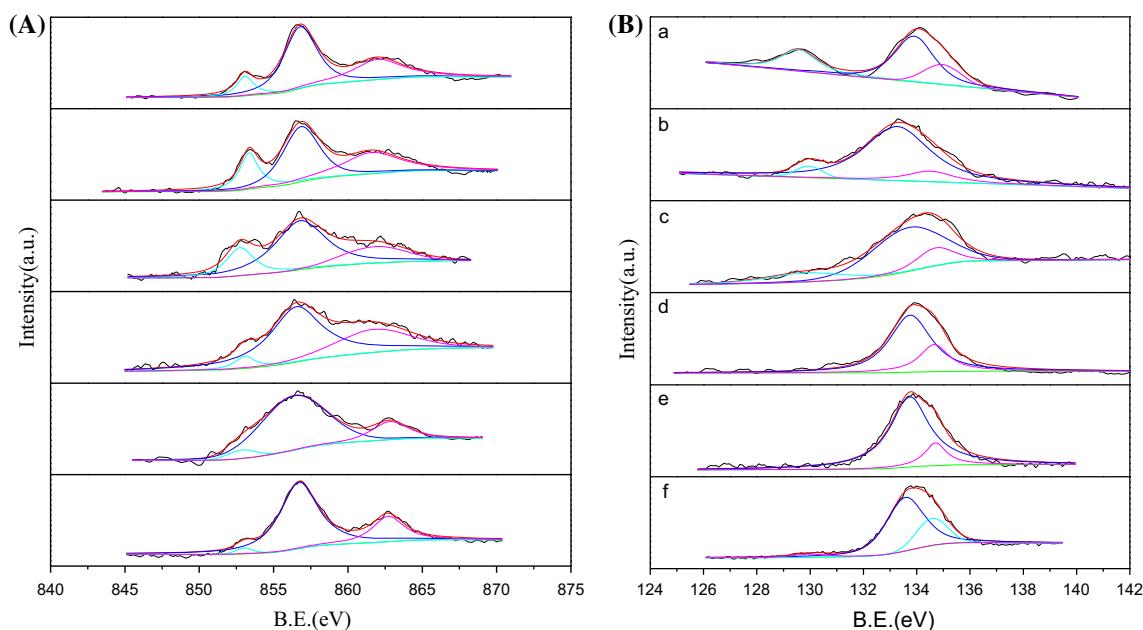 (A)
Intensity(a.u.)
840 845 850 855 860 865 870 875
B.E.(eV)
(B)
a
b
c
d
e
f
Intensity(a.u.)
124 126 128 130 132 134 136 138 140 142
B.E.(eV)